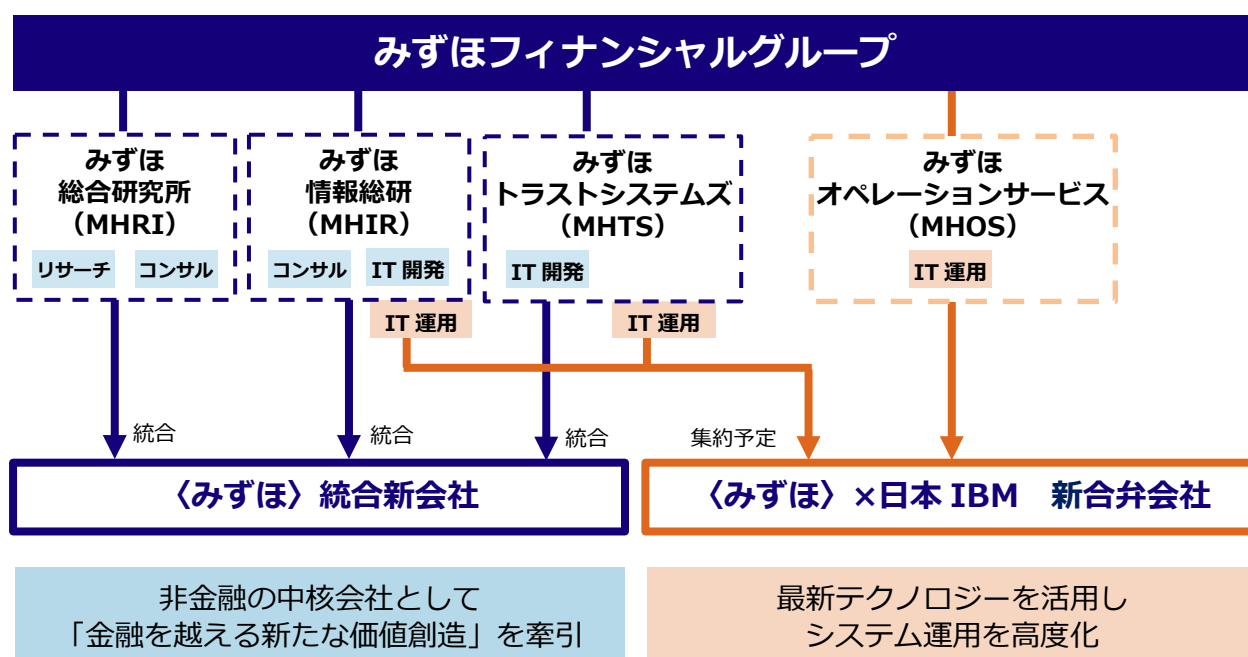 みずほフィナンシャルグループ
みずほ
総合研究所
（MHRI）
リサーチ
コンサル
みずほ
情報総研
（MHIR）
コンサル
IT 開発
IT 運用
みずほ
トラストシステムズ
（MHTS）
IT 開発
IT 運用
みずほ
オペレーションサービス
（MHOS）
IT 運用
統合
統合
統合
集約予定
〈みずほ〉統合新会社
〈みずほ〉×日本 IBM　新合弁会社
非金融の中核会社として
「金融を越える新たな価値創造」を牽引
最新テクノロジーを活用し
システム運用を高度化